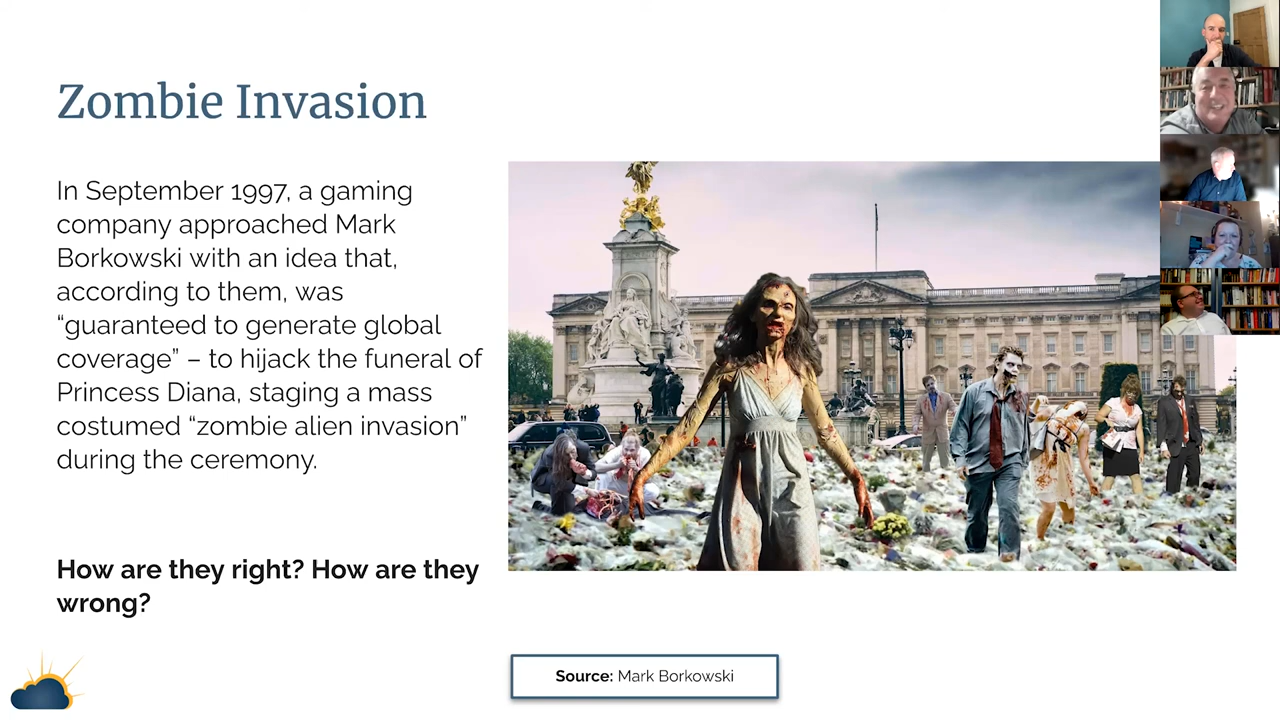 Zombie Invasion
In September 1997, a gaming
company approached Mark
Borkowski with an idea that,
according to them, was
“guaranteed to generate global
coverage” – to hijack the funeral of
Princess Diana, staging a mass
costumed “zombie alien invasion”
during the ceremony.
How are they right? How are they
wrong?
Source: Mark Borkowski